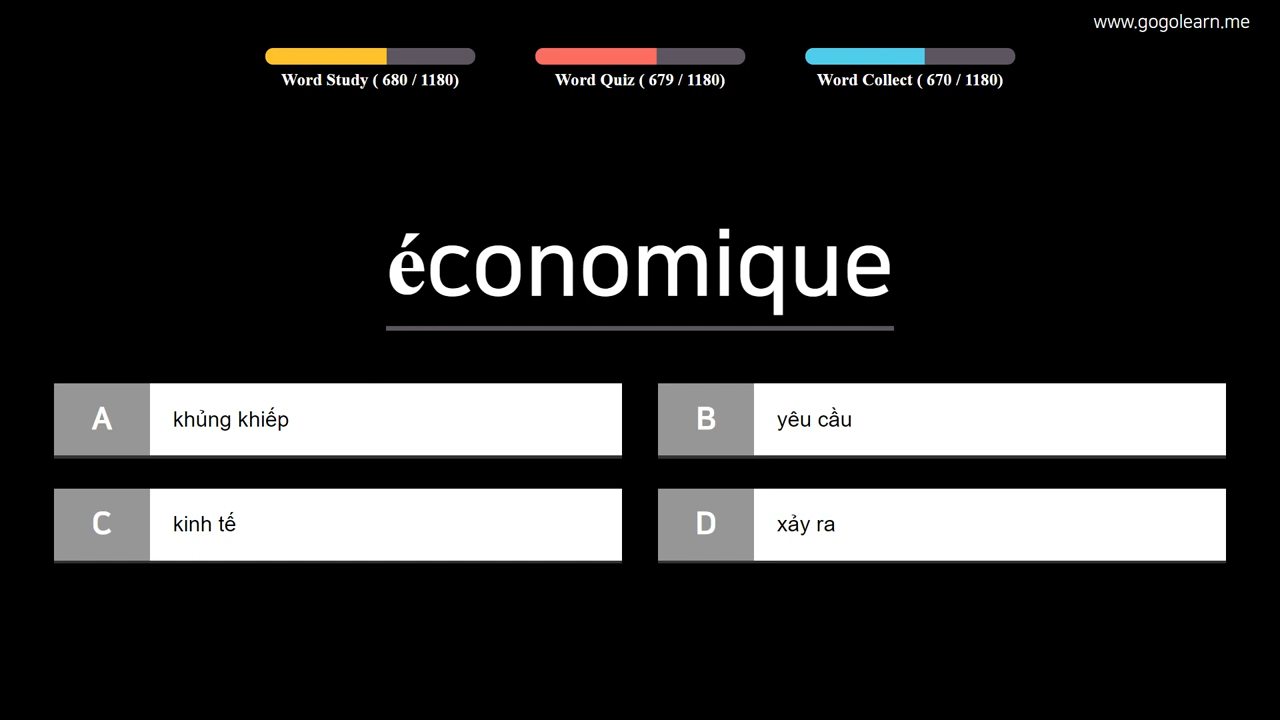 www.gogolearn.me
Word Study ( 680 / 1180)
Word Quiz ( 679 / 1180)
Word Collect ( 670 / 1180)
économique
A
khủng khiếp
B
yêu cầu
C
kinh tế
D
xảy ra